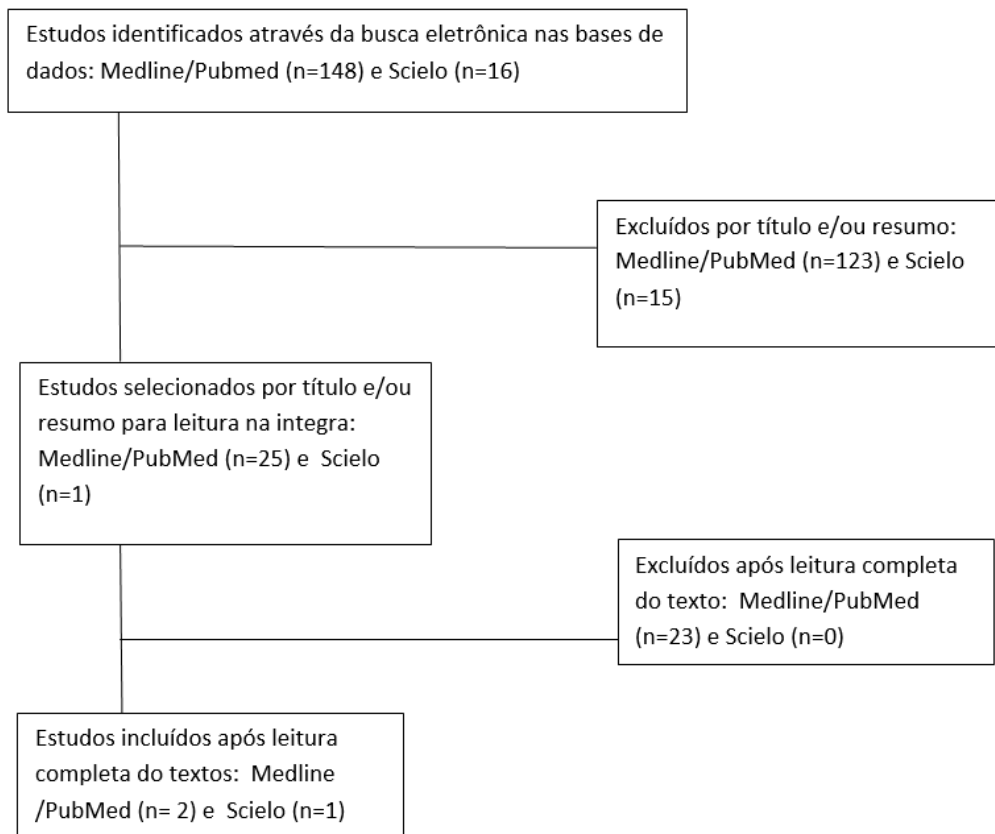 Estudos identificados através da busca eletrônica nas bases de
dados: Medline/Pubmed (n=148) e Scielo (n=16)
Excluídos por título e/ou resumo:
Medline/PubMed (n=123) e Scielo
(n=15)
Estudos selecionados por título e/ou
resumo para leitura na integra:
Medline/PubMed (n=25) e  Scielo
(n=1)
Excluídos após leitura completa
do texto:  Medline/PubMed
(n=23) e Scielo (n=0)
Estudos incluídos após leitura
completa do textos:  Medline
/PubMed (n= 2) e  Scielo (n=1)